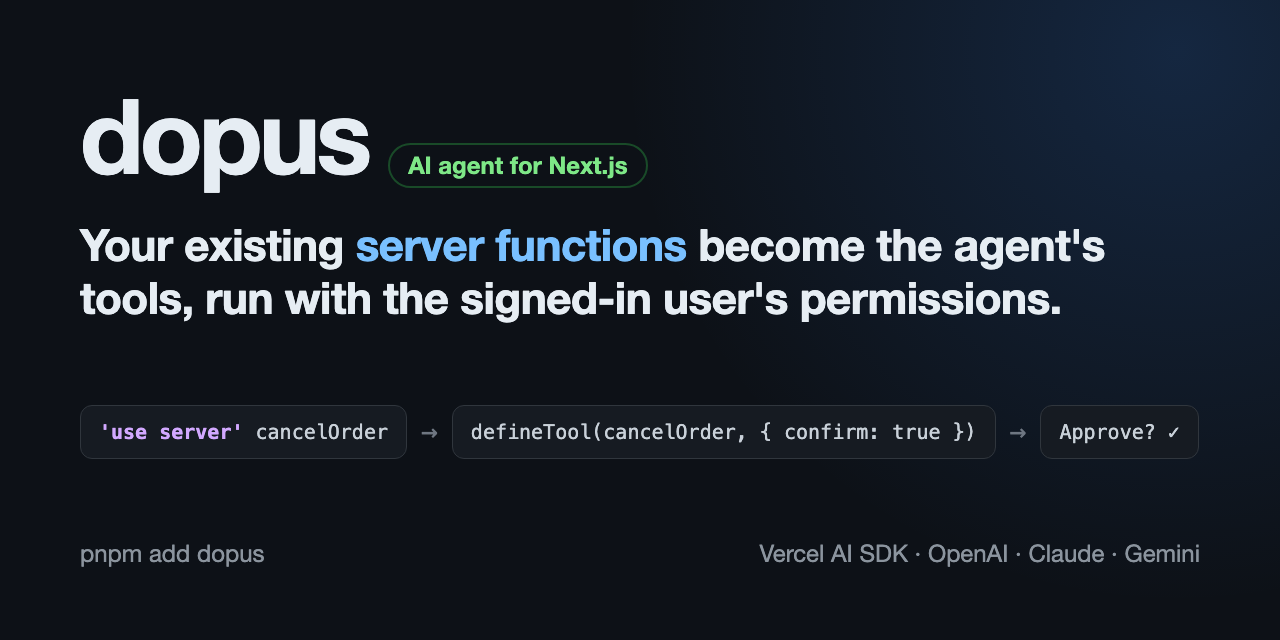 dopus
AI agent for Next.js
Your existing server functions become the agent's
tools, run with the signed-in user's permissions.
'use server' cancelOrder → defineTool(cancelOrder, { confirm: true }) → Approve? ✓
pnpm add dopus
Vercel AI SDK · OpenAI · Claude · Gemini